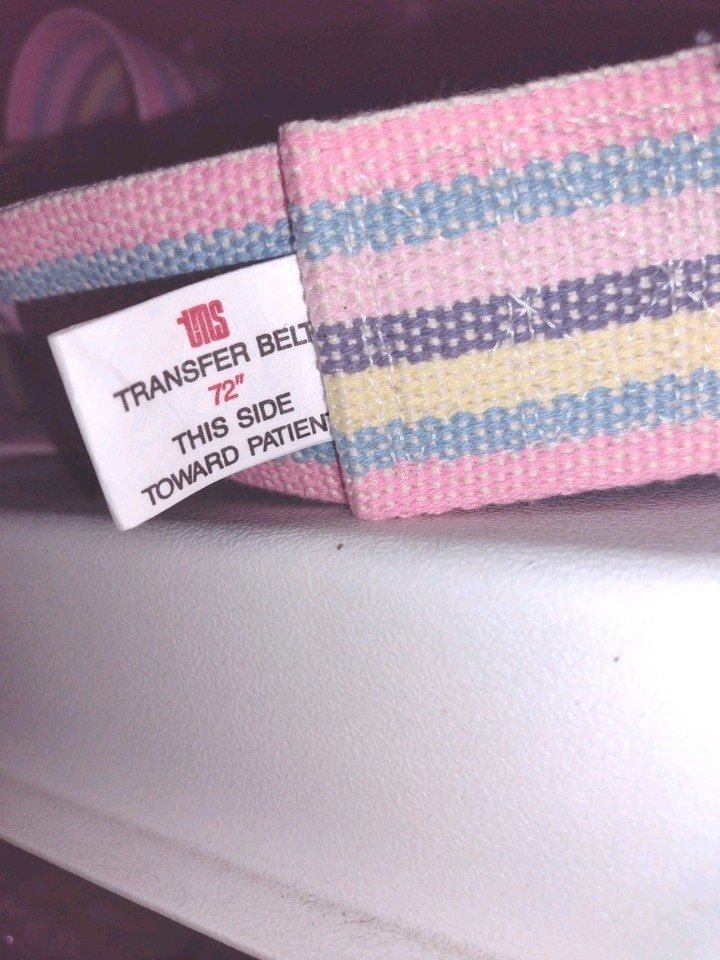 tms
TRANSFER BELT
72"
THIS SIDE
TOWARD PATIENT